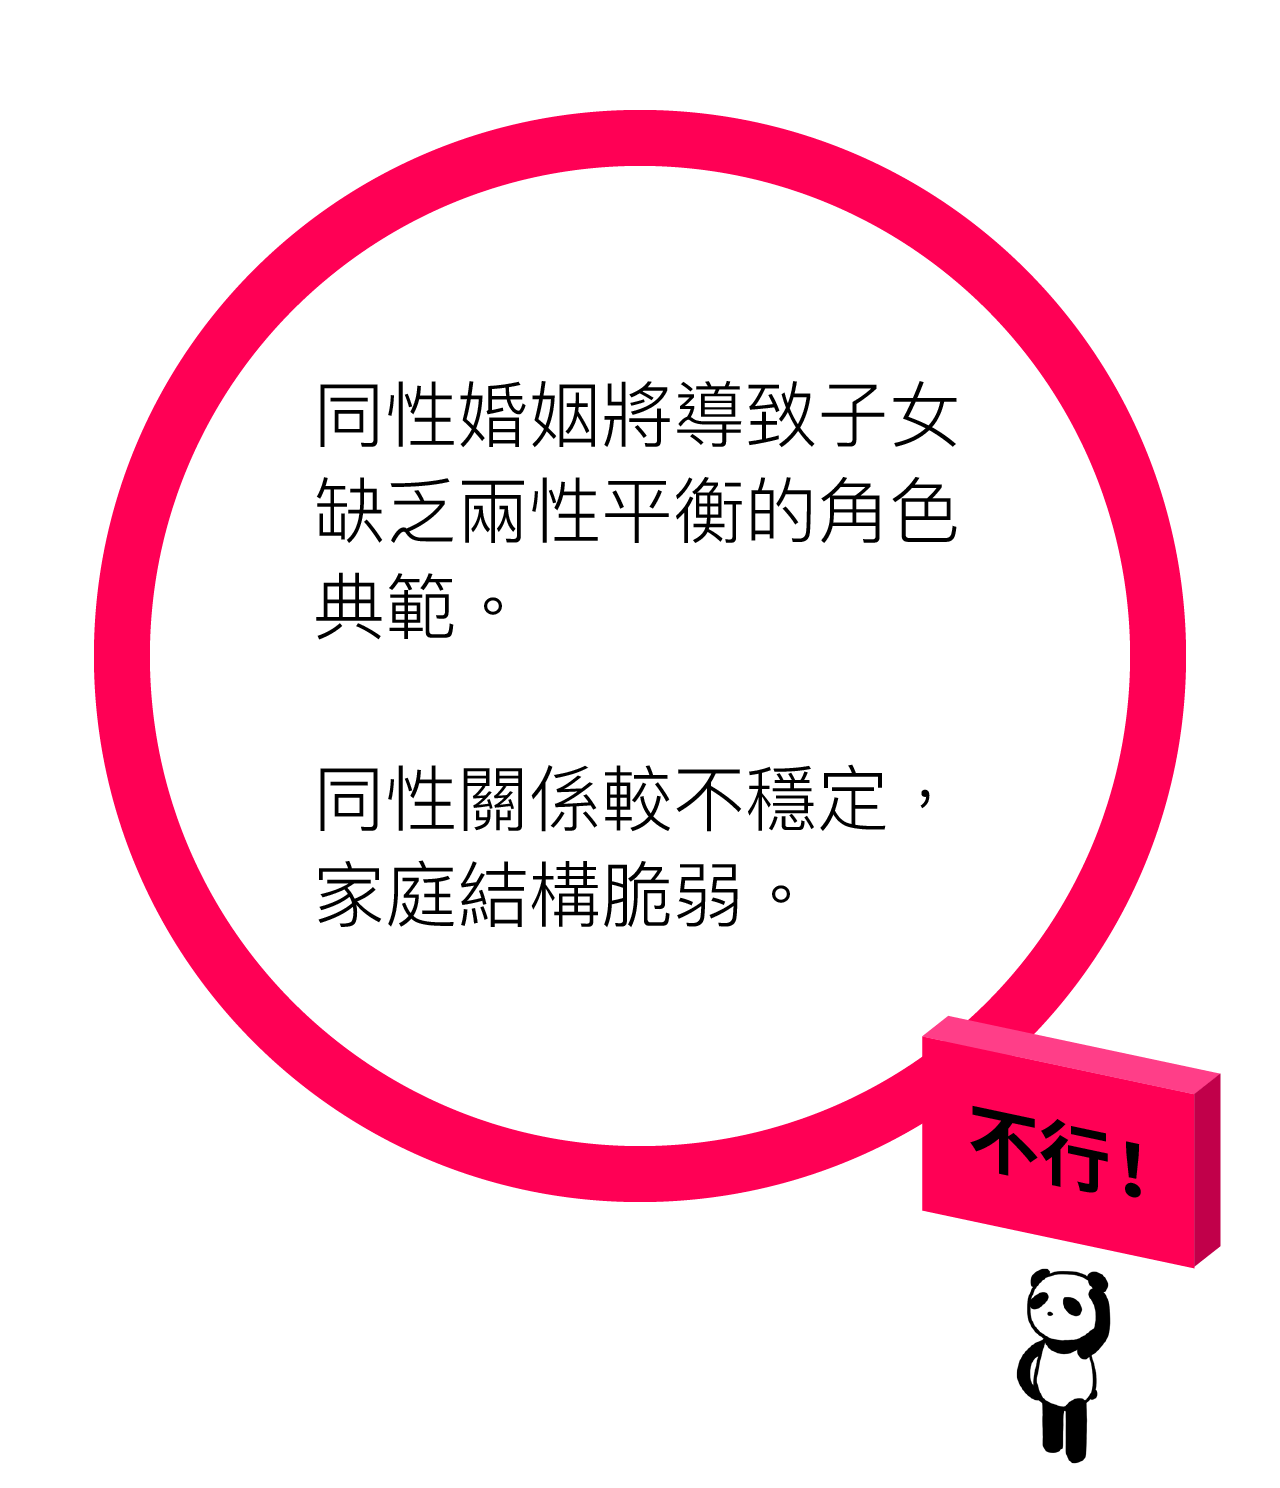 同性婚姻將導致子女
缺乏兩性平衡的角色
典範。
同性關係較不穩定，
家庭結構脆弱。
不行！